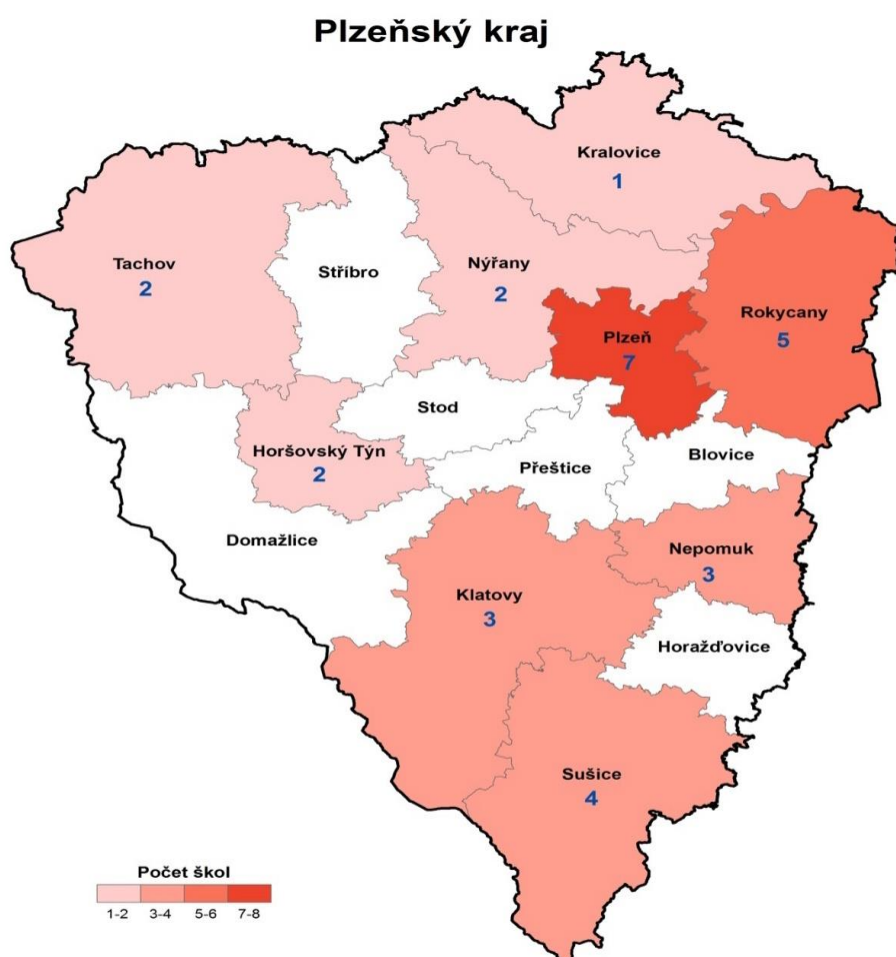 Plzeňský kraj
Kralovice
1
Tachov
2
Stříbro
Nýřany
2
Rokycany
5
Plzeň
7
Stod
Horšovský Týn
2
Přeštice
Blovice
Domažlice
Nepomuk
3
Klatovy
3
Horažďovice
Sušice
4
Počet škol
1-2 3-4 5-6 7-8